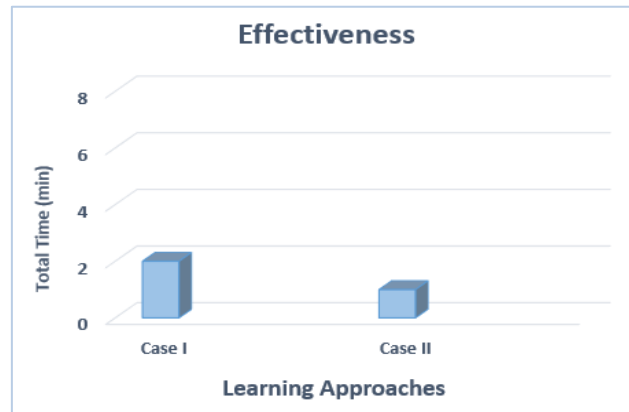 Effectiveness
Total Time (min)
8
6
4
2
0
Case I
Case II
Learning Approaches